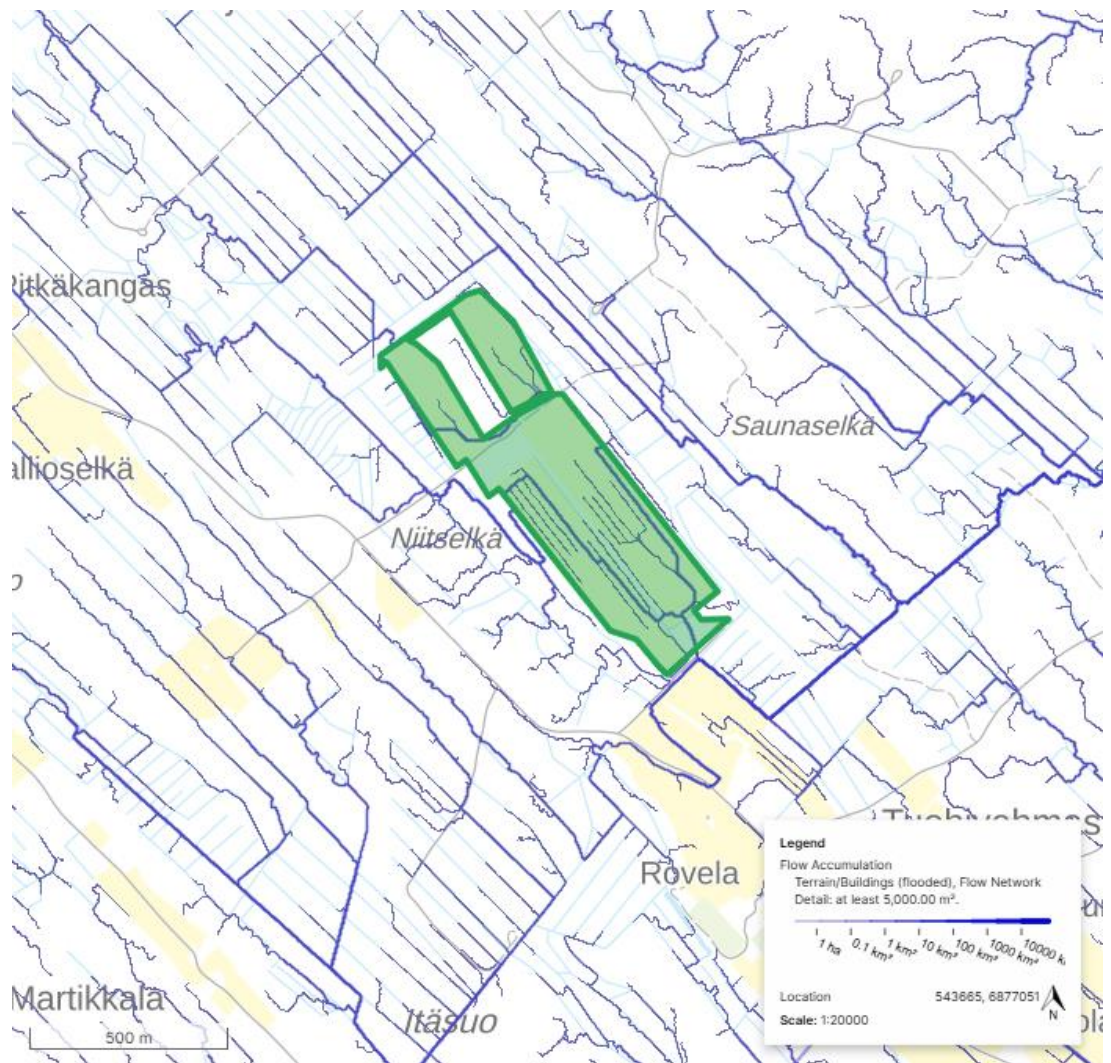 Pitkäkangas
Saunaselkä
allioselkä
Niitselkä
Rovela
Martikkala
Itäsuo
500 m
Legend
Flow Accumulation
Terrain/Buildings (flooded), Flow Network
Detail: at least 5,000.00 m².
1 ha
0.1 km²
1 km²
10 km²
100 km²
1000 km²
10000 k
Location
543665, 6877051
N
Scale: 1:20000